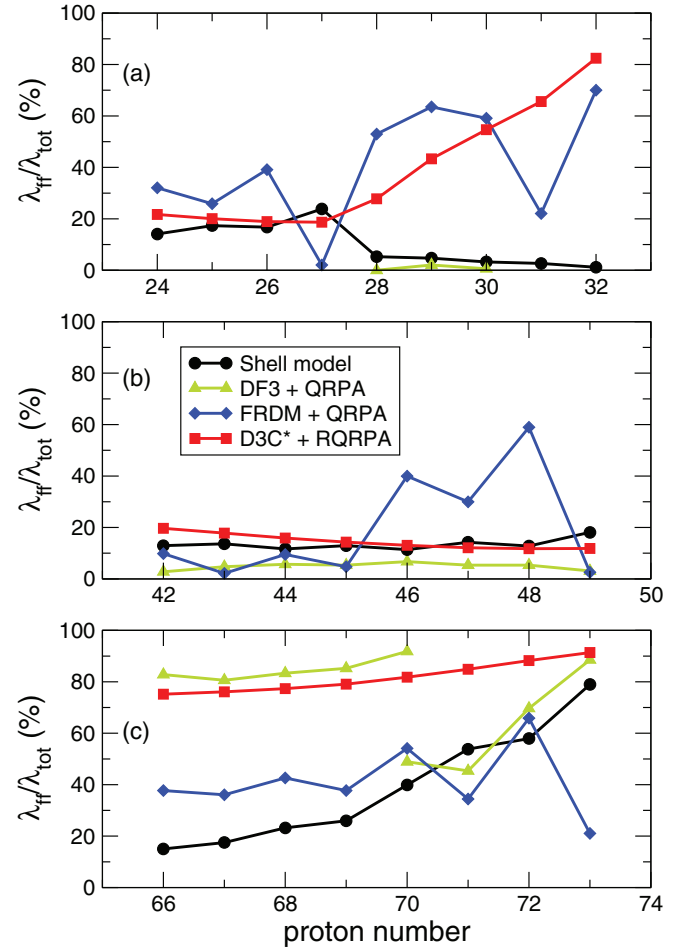 100
80
60
40
20
0
λff/λtot (%)
(a)
24 26 28 30 32
100
80
60
40
20
0
λff/λtot (%)
(b)
Shell model
DF3 + QRPA
FRDM + QRPA
D3C* + RQRPA
42 44 46 48 50
100
80
60
40
20
0
λff/λtot (%)
(c)
66 68 70 72 74
proton number